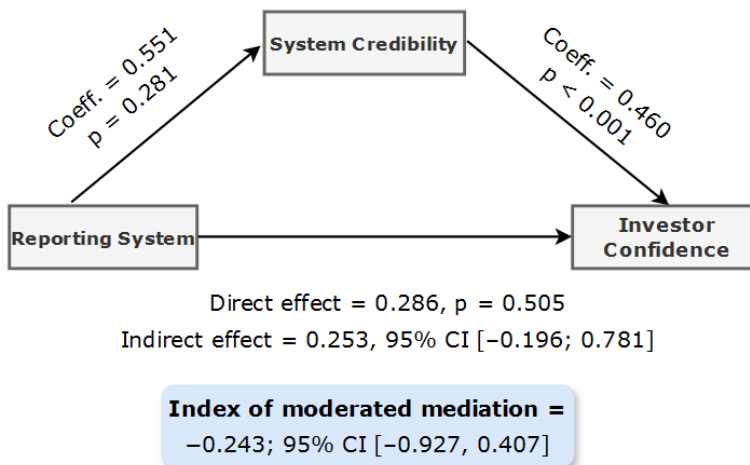 System Credibility
Coeff. = 0.551
p = 0.281
Coeff. = 0.460
p < 0.001
Reporting System
Investor
Confidence
Direct effect = 0.286, p = 0.505
Indirect effect = 0.253, 95% CI [−0.196; 0.781]
Index of moderated mediation =
−0.243; 95% CI [−0.927, 0.407]